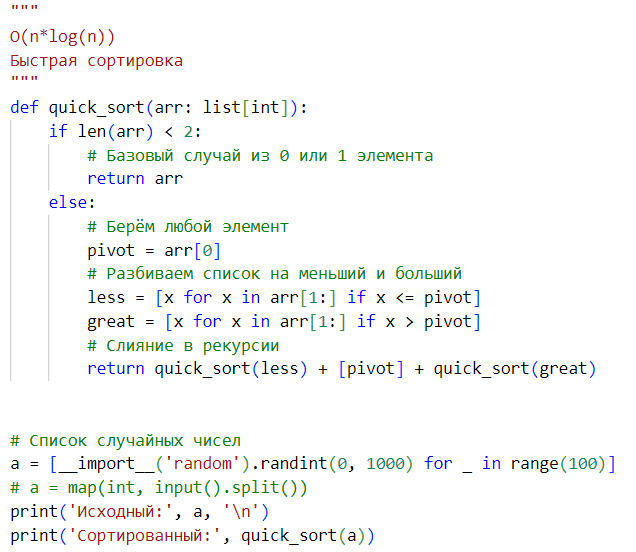 """
O(n*log(n))
Быстрая сортировка
"""
def quick_sort(arr: list[int]):
    if len(arr) < 2:
        # Базовый случай из 0 или 1 элемента
        return arr
    else:
        # Берём любой элемент
        pivot = arr[0]
        # Разбиваем список на меньший и больший
        less = [x for x in arr[1:] if x <= pivot]
        great = [x for x in arr[1:] if x > pivot]
        # Слияние в рекурсии
        return quick_sort(less) + [pivot] + quick_sort(great)


# Список случайных чисел
a = [__import__('random').randint(0, 1000) for _ in range(100)]
# a = map(int, input().split())
print('Исходный:', a, '\n')
print('Сортированный:', quick_sort(a))